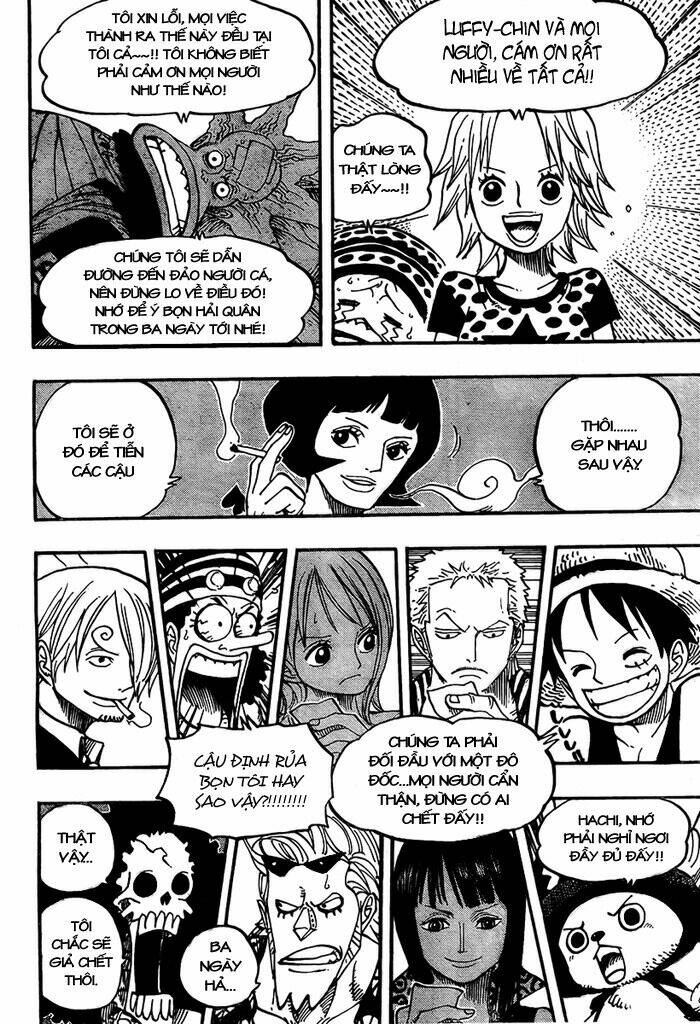 TÔI XIN LỖI, MỌI VIỆC
THÀNH RA THẾ NÀY ĐỀU TẠI
TÔI CẢ~~!! TÔI KHÔNG BIẾT
PHẢI CẢM ƠN MỌI NGƯỜI
NHƯ THẾ NÀO!
LUFFY-CHIN VÀ MỌI
NGƯỜI, CÁM ƠN RẤT
NHIỀU VỀ TẤT CẢ!!
CHÚNG TA
THẬT LÒNG
ĐẤY~~!!
CHÚNG TÔI SẼ DẪN
ĐƯỜNG ĐẾN ĐẢO NGƯỜI CÁ,
NÊN ĐỪNG LO VỀ ĐIỀU ĐÓ!
NHỚ ĐỂ Ý BỌN HẢI QUÂN
TRONG BA NGÀY TỚI NHÉ!
TÔI SẼ Ở
ĐÓ ĐỂ TIỄN
CÁC CẬU
THÔI.......
GẶP NHAU
SAU VẬY
CẬU ĐỊNH RỦA
BỌN TÔI HAY
SAO VẬY?!!!!!!!!
CHÚNG TA PHẢI
ĐỐI ĐẦU VỚI MỘT ĐÔ
ĐỐC...MỌI NGƯỜI CẨN
THẬN, ĐỪNG CÓ AI
CHẾT ĐẤY!!
HACHI, NHỚ
PHẢI NGHỈ NGƠI
ĐẦY ĐỦ ĐẤY!!
THẬT
VẬY..
TÔI
CHẮC SẼ
GIẢ CHẾT
THÔI.
BA
NGÀY
HẢ...